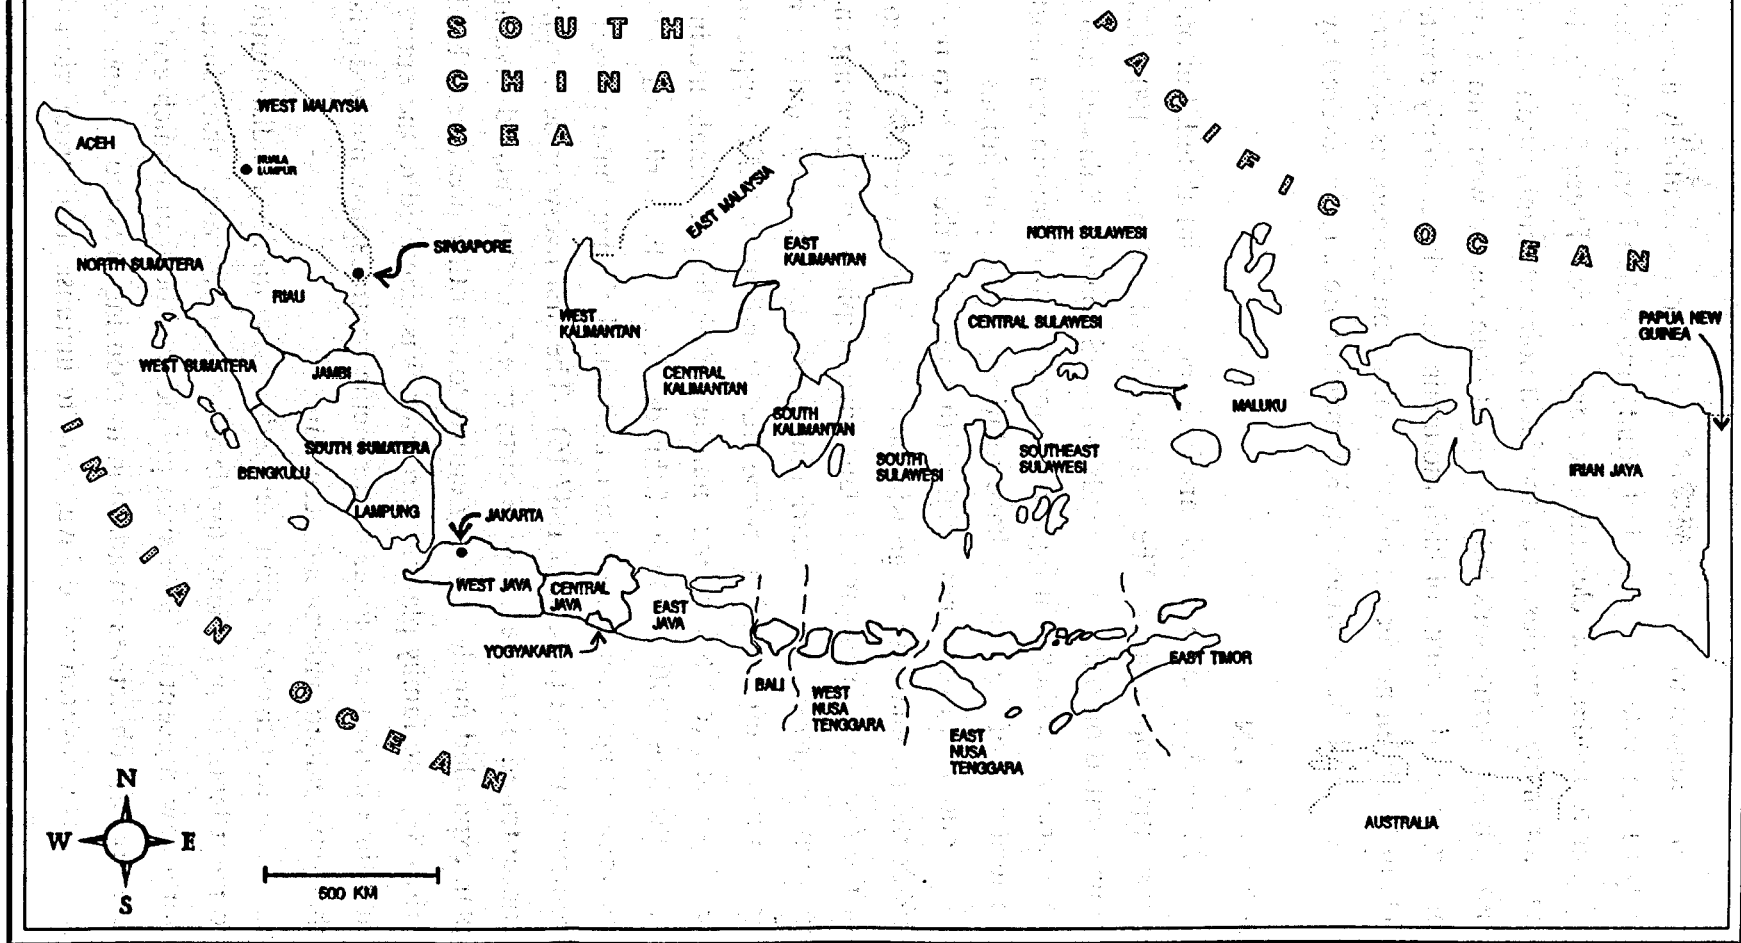 SOUTH
CHINA
SEA
PACIFIC OCEAN
WEST MALAYSIA
KUALA
LUMPUR
ACEH
EAST MALAYSIA
SINGAPORE
NORTH SUMATERA
RIAU
EAST
KALIMANTAN
NORTH SULAWESI
WEST
KALIMANTAN
CENTRAL SULAWESI
PAPUA NEW
GUINEA
WEST SUMATERA
JAMBI
CENTRAL
KALIMANTAN
SOUTH
KALIMANTAN
MALUKU
SOUTH SUMATERA
BENGKULU
SOUTH
SULAWESI
SOUTHEAST
SULAWESI
IRIAN JAYA
LAMPUNG
JAKARTA
WEST JAVA
CENTRAL
JAVA
EAST
JAVA
YOGYAKARTA
EAST TIMOR
BALI
WEST
NUSA
TENGGARA
EAST
NUSA
TENGGARA
INDIAN OCEAN
AUSTRALIA
N
W E
S
500 KM